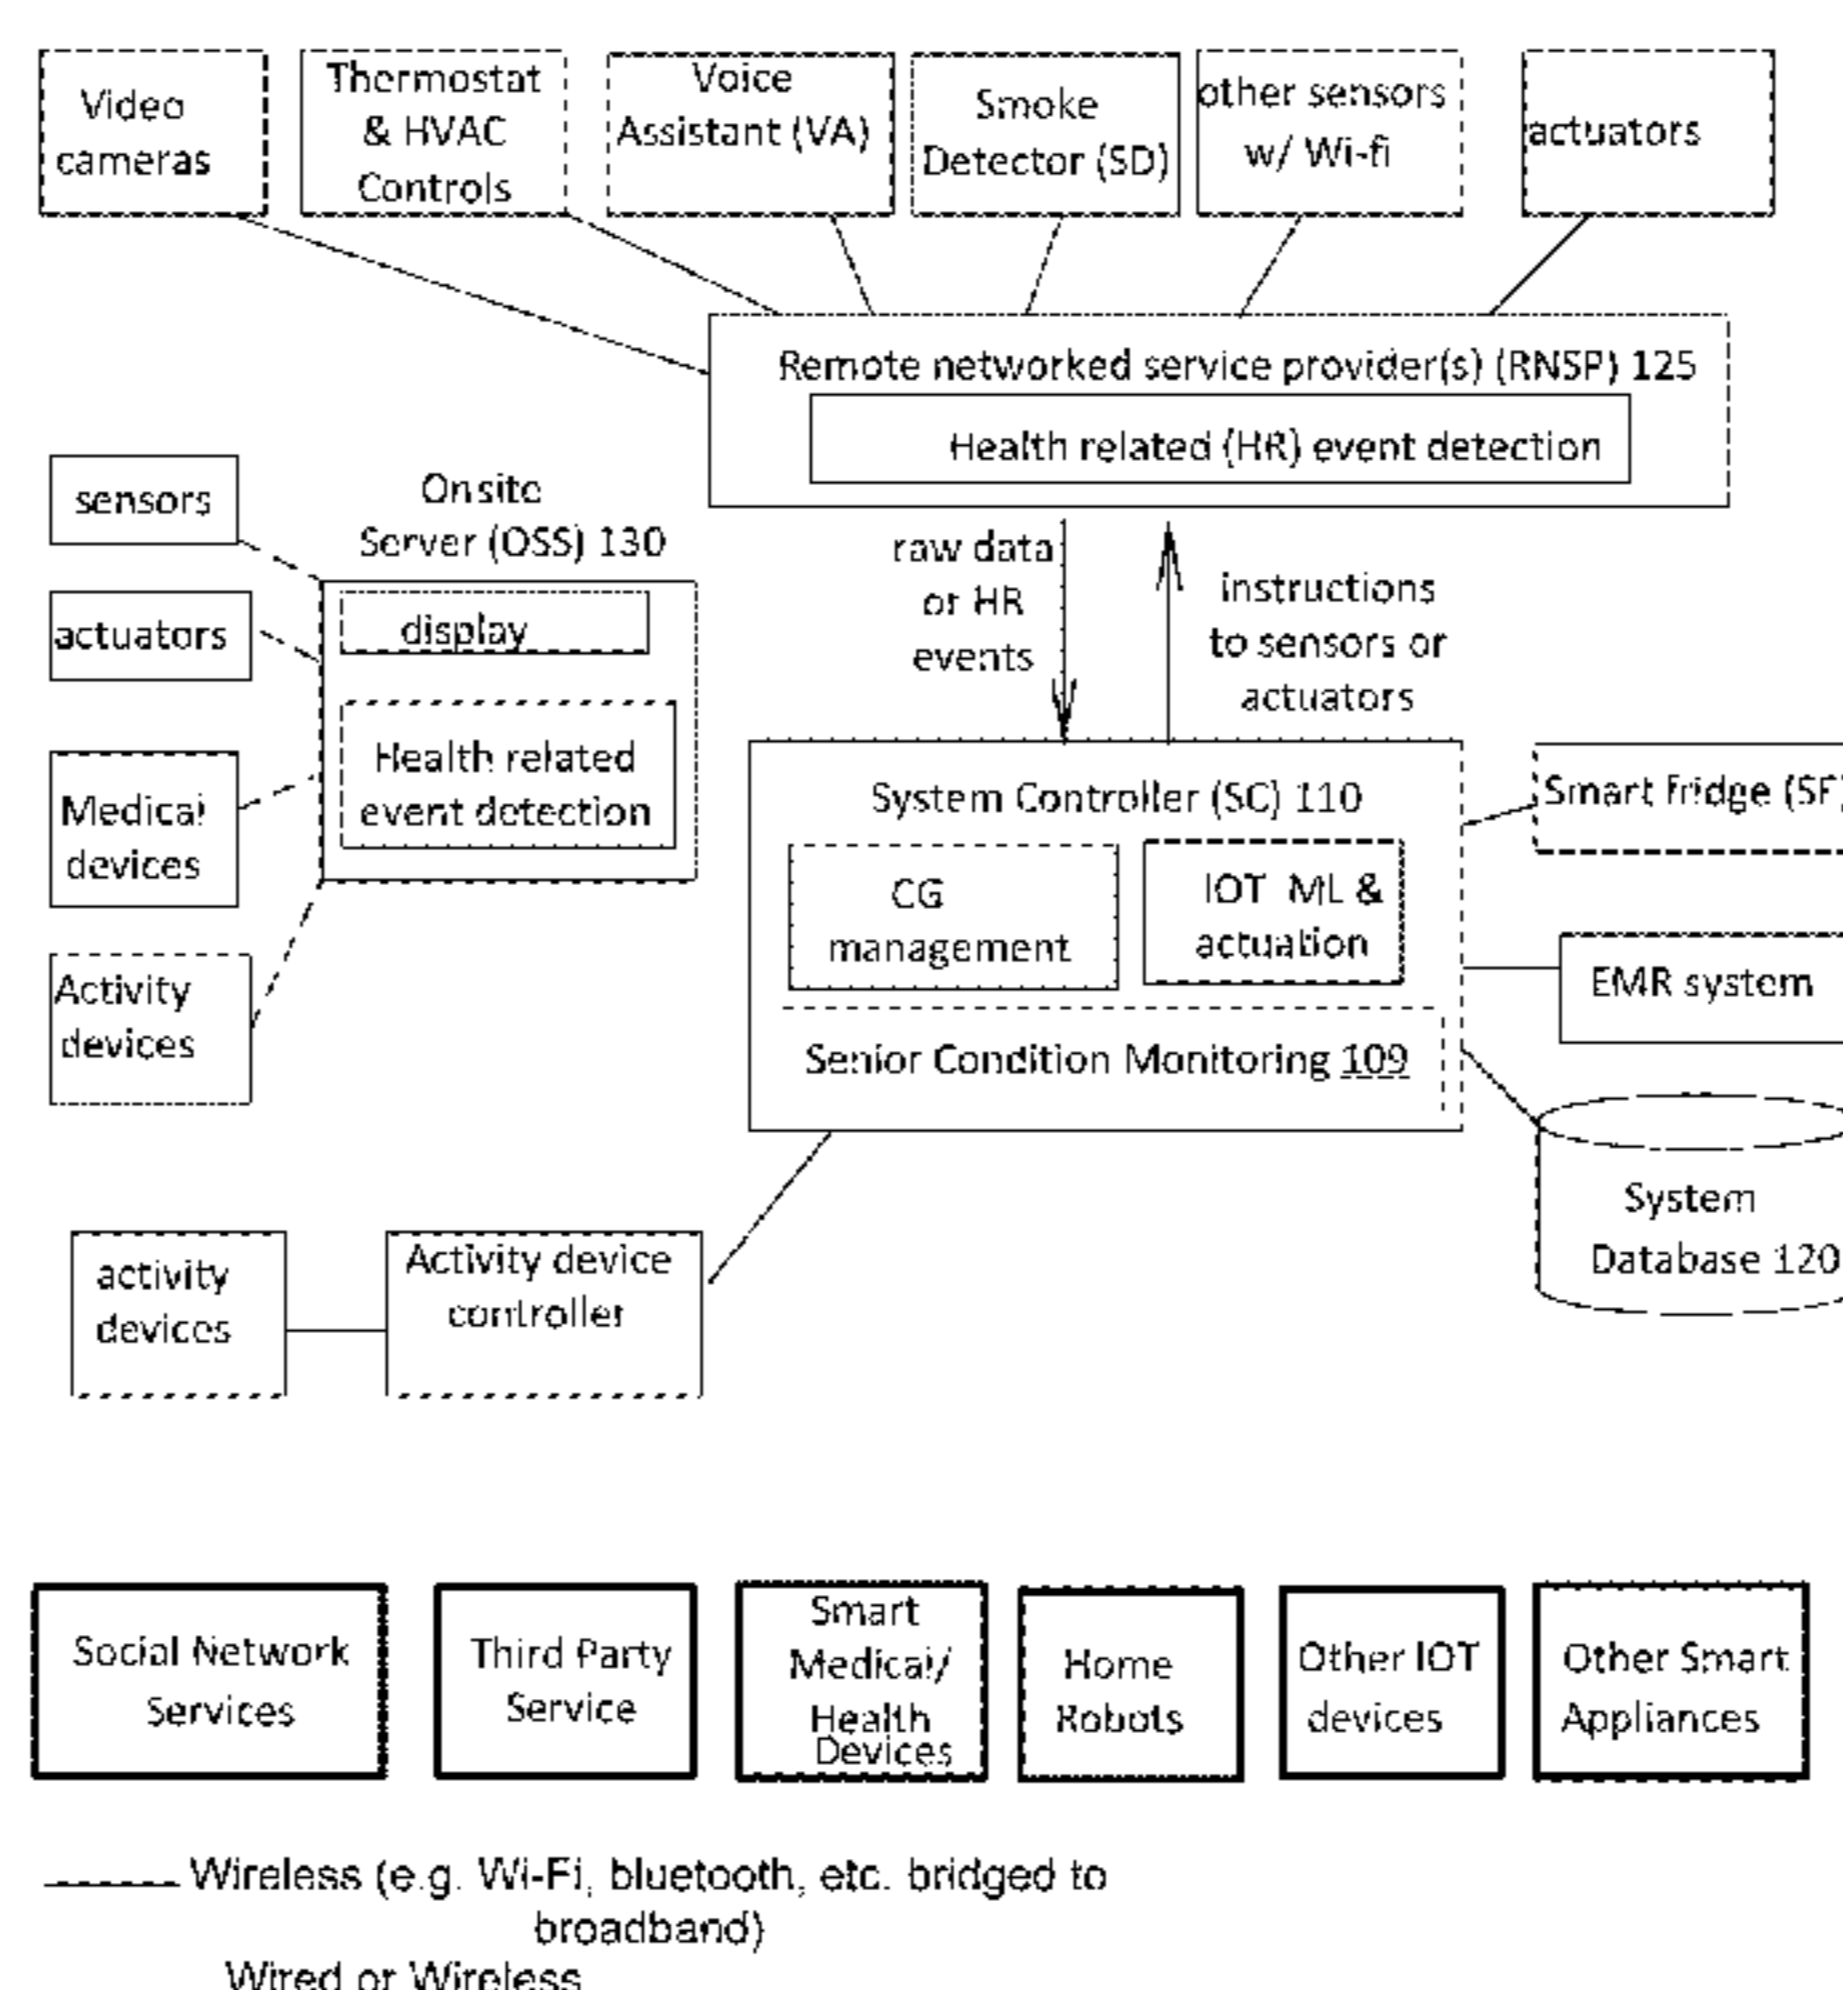 Video
cameras
Thermostat
& HVAC
Controls
Voice
Assistant (VA)
Smoke
Detector (SD)
other sensors
w/ Wi-fi
actuators
Remote networked service provider(s) (RNSP) 125
Health related (HR) event detection
sensors
actuators
Medical
devices
Activity
devices
Onsite
Server (OSS) 130
display
Health related
event detection
raw data
or HR
events
instructions
to sensors or
actuators
System Controller (SC) 110
CG
management
IOT ML &
actuation
Senior Condition Monitoring 109
Smart fridge (SF)
EMR system
System
Database 120
activity
devices
Activity device
controller
Social Network
Services
Third Party
Service
Smart
Medical/
Health
Devices
Home
Robots
Other IOT
devices
Other Smart
Appliances
Wireless (e.g. Wi-Fi, bluetooth, etc. bridged to
broadband)
Wired or Wireless